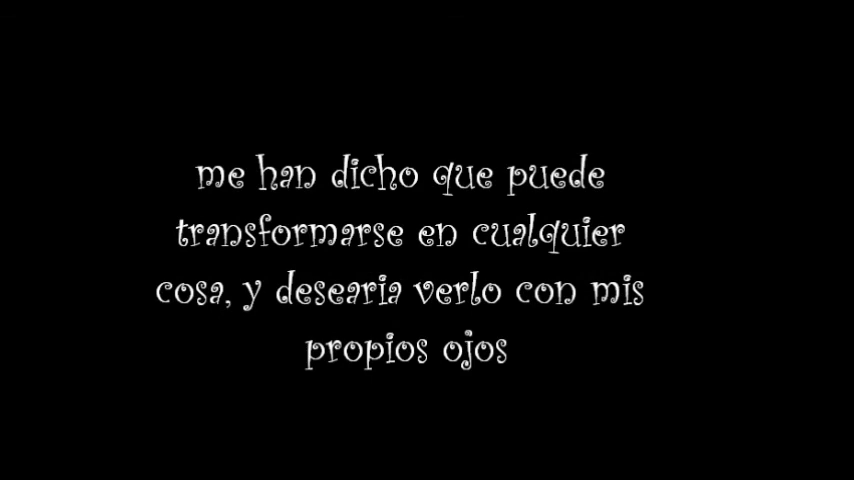 me han dicho que puede
transformarse en cualquier
cosa, y desearia verlo con mis
propios ojos